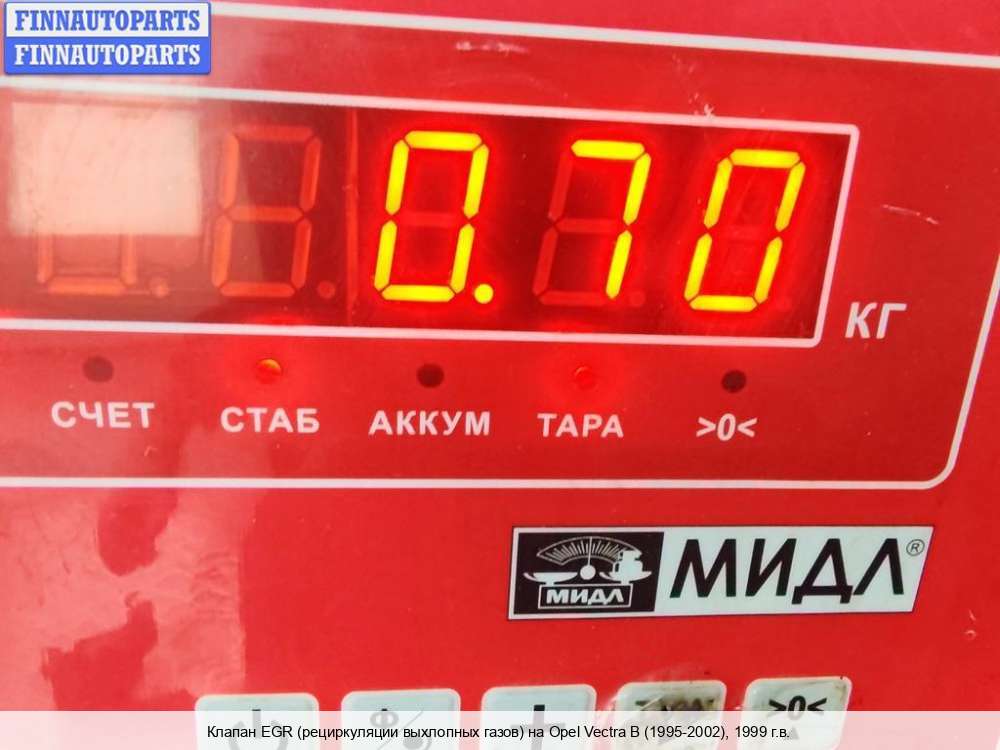 FINNAUTOPARTS
FINNAUTOPARTS
0.70
КГ
СЧЕТ СТАБ АККУМ ТАРА >0<
МИДЛ МИДЛ®
>0<
Клапан EGR (рециркуляции выхлопных газов) на Opel Vectra B (1995-2002), 1999 г.в.